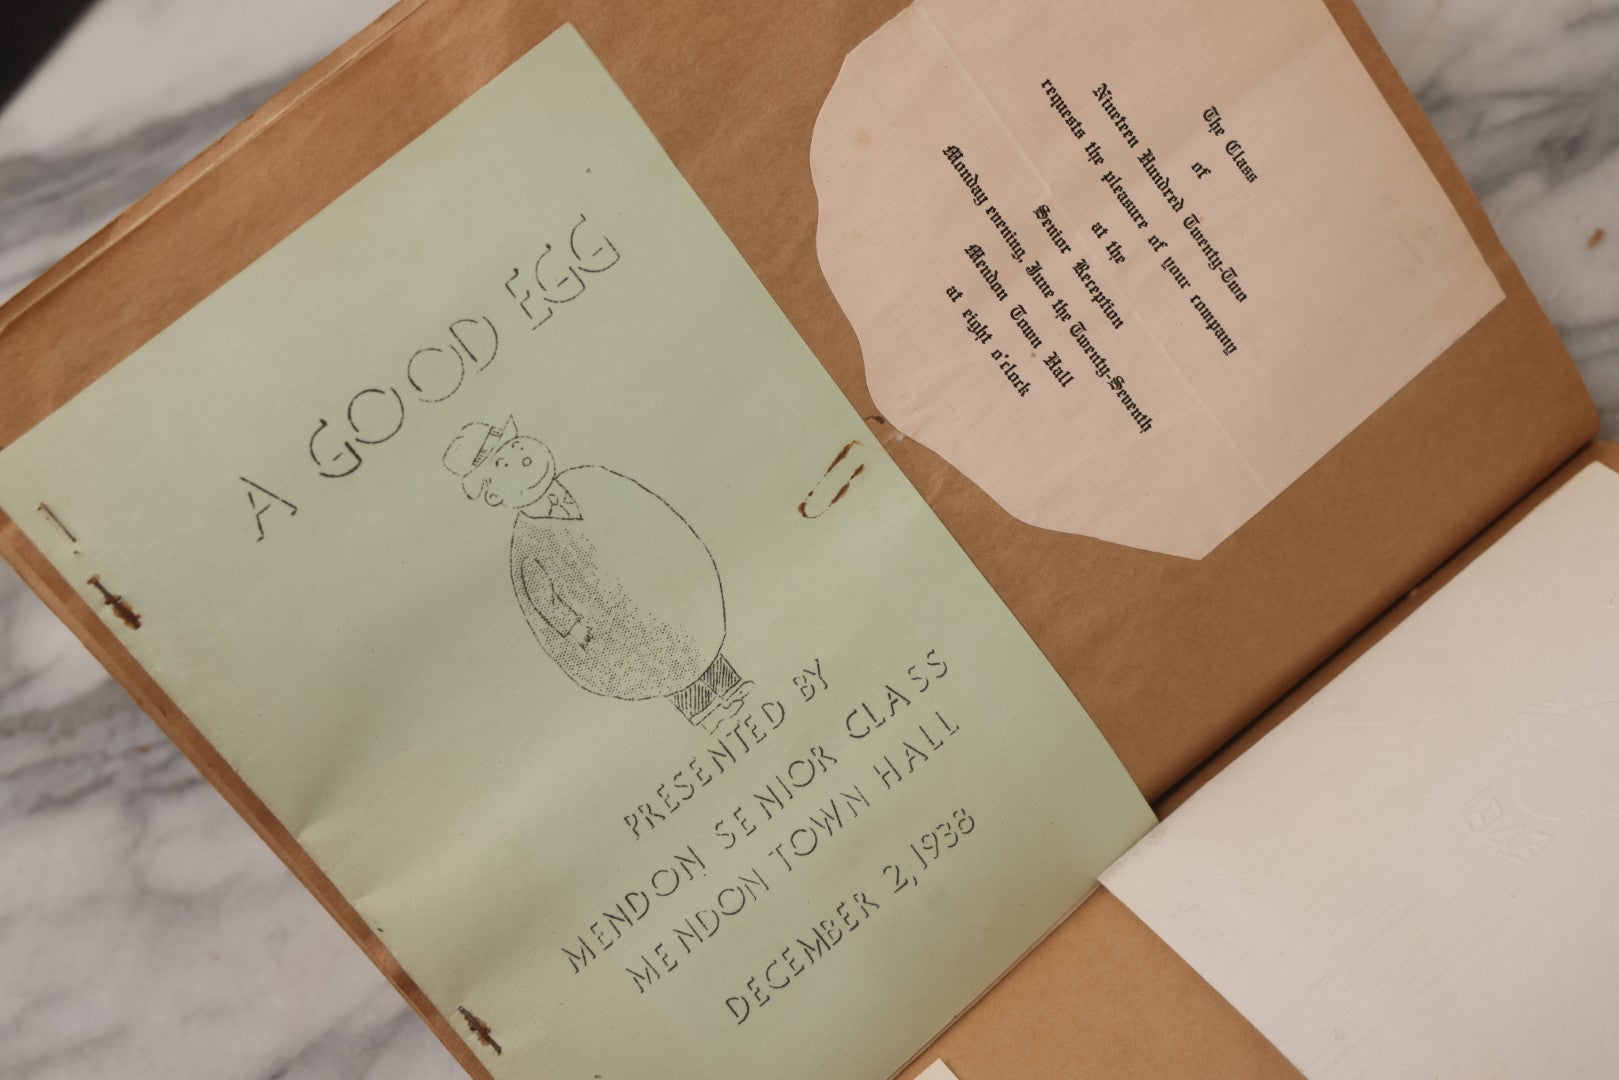 A GOOD EGG
PRESENTED BY
MENDON SENIOR CLASS
MENDON TOWN HALL
DECEMBER 2, 1938
The Class
of
Nineteen Hundred Twenty-Two
requests the pleasure of your company
at the
Senior Reception
Monday evening, June the Twenty-Seventh
Mendon Town Hall
at eight o'clock